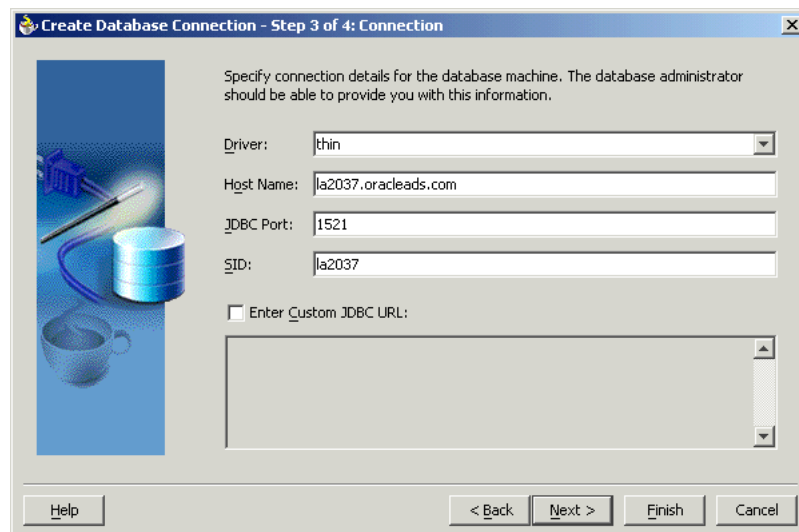 Create Database Connection - Step 3 of 4: Connection
Specify connection details for the database machine. The database administrator
should be able to provide you with this information.
Driver: thin
Host Name: la2037.oracleads.com
JDBC Port: 1521
SID: la2037
Enter Custom JDBC URL:
Help < Back Next > Finish Cancel